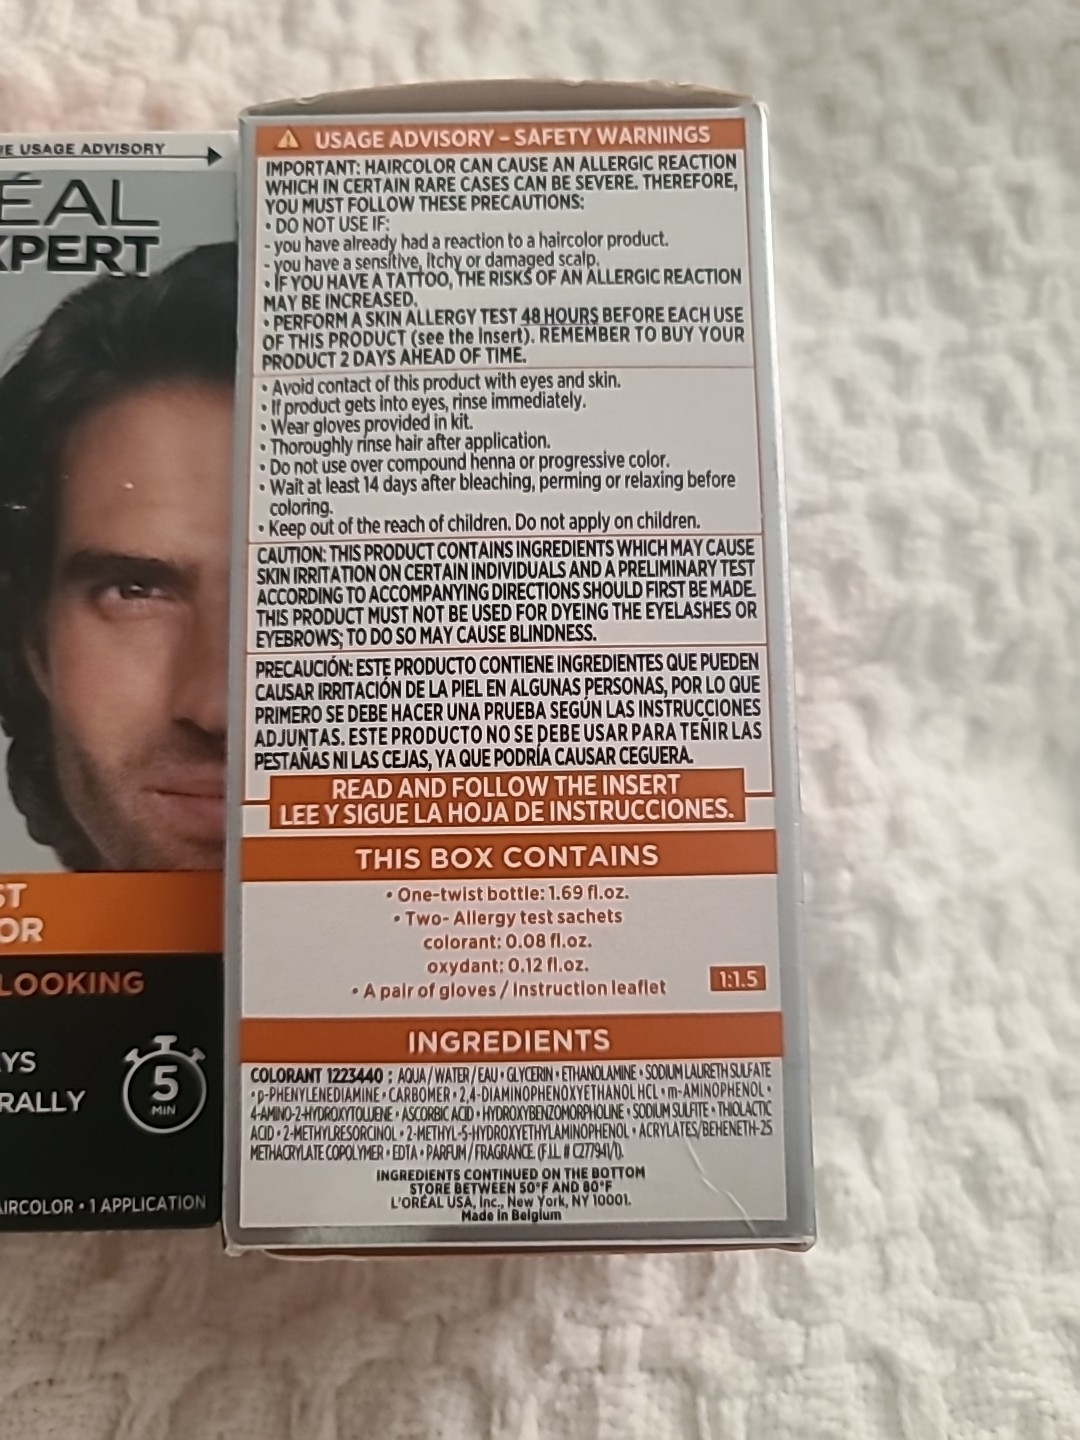 E USAGE ADVISORY
ÉAL
XPERT
ST
OR
LOOKING
YS
RALLY
5
MIN
AIRCOLOR • 1 APPLICATION
USAGE ADVISORY – SAFETY WARNINGS
IMPORTANT: HAIRCOLOR CAN CAUSE AN ALLERGIC REACTION
WHICH IN CERTAIN RARE CASES CAN BE SEVERE. THEREFORE,
YOU MUST FOLLOW THESE PRECAUTIONS:
• DO NOT USE IF:
- you have already had a reaction to a haircolor product.
- you have a sensitive, itchy or damaged scalp.
• IF YOU HAVE A TATTOO, THE RISKS OF AN ALLERGIC REACTION
MAY BE INCREASED.
• PERFORM A SKIN ALLERGY TEST 48 HOURS BEFORE EACH USE
OF THIS PRODUCT (see the Insert). REMEMBER TO BUY YOUR
PRODUCT 2 DAYS AHEAD OF TIME.
• Avoid contact of this product with eyes and skin.
• If product gets into eyes, rinse immediately.
• Wear gloves provided in kit.
• Thoroughly rinse hair after application.
• Do not use over compound henna or progressive color.
• Wait at least 14 days after bleaching, perming or relaxing before
coloring.
• Keep out of the reach of children. Do not apply on children.
CAUTION: THIS PRODUCT CONTAINS INGREDIENTS WHICH MAY CAUSE
SKIN IRRITATION ON CERTAIN INDIVIDUALS AND A PRELIMINARY TEST
ACCORDING TO ACCOMPANYING DIRECTIONS SHOULD FIRST BE MADE.
THIS PRODUCT MUST NOT BE USED FOR DYEING THE EYELASHES OR
EYEBROWS; TO DO SO MAY CAUSE BLINDNESS.
PRECAUCIÓN: ESTE PRODUCTO CONTIENE INGREDIENTES QUE PUEDEN
CAUSAR IRRITACIÓN DE LA PIEL EN ALGUNAS PERSONAS, POR LO QUE
PRIMERO SE DEBE HACER UNA PRUEBA SEGÚN LAS INSTRUCCIONES
ADJUNTAS. ESTE PRODUCTO NO SE DEBE USAR PARA TEÑIR LAS
PESTAÑAS NI LAS CEJAS, YA QUE PODRÍA CAUSAR CEGUERA.
READ AND FOLLOW THE INSERT
LEE Y SIGUE LA HOJA DE INSTRUCCIONES.
THIS BOX CONTAINS
• One-twist bottle: 1.69 fl.oz.
• Two- Allergy test sachets
colorant: 0.08 fl.oz.
oxydant: 0.12 fl.oz.
• A pair of gloves / Instruction leaflet
1:1.5
INGREDIENTS
COLORANT 1223440 : AQUA / WATER / EAU • GLYCERIN • ETHANOLAMINE • SODIUM LAURETH SULFATE
• p-PHENYLENEDIAMINE • CARBOMER • 2,4-DIAMINOPHENOXYETHANOL HCL • m-AMINOPHENOL •
4-AMINO-2-HYDROXYTOLUENE • ASCORBIC ACID • HYDROXYBENZOMORPHOLINE • SODIUM SULFITE • THIOLACTIC
ACID • 2-METHYLRESORCINOL • 2-METHYL-5-HYDROXYETHYLAMINOPHENOL • ACRYLATES/BEHENETH-25
METHACRYLATE COPOLYMER • EDTA • PARFUM / FRAGRANCE. (F.I.L. # C277941/1).
INGREDIENTS CONTINUED ON THE BOTTOM
STORE BETWEEN 50°F AND 80°F
L'ORÉAL USA, Inc., New York, NY 10001.
Made in Belgium